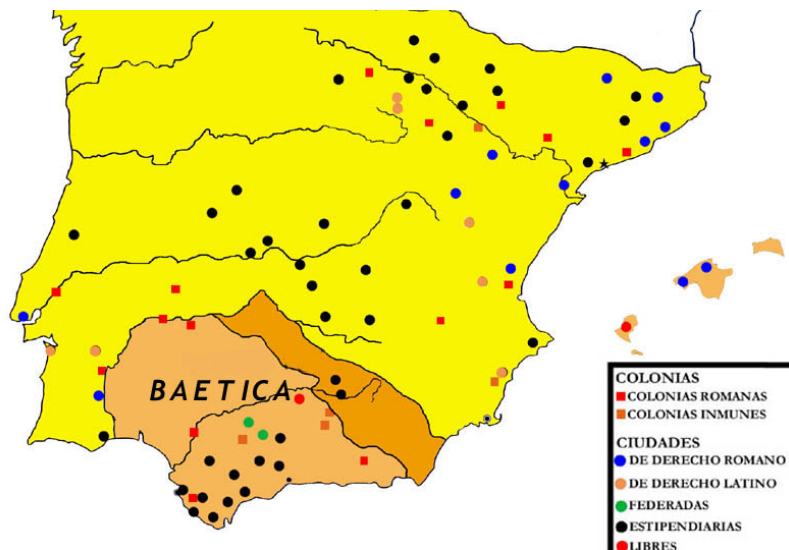 BAETICA
COLONIAS
COLONIAS ROMANAS
COLONIAS INMUNES
CIUDADES
DE DERECHO ROMANO
DE DERECHO LATINO
FEDERADAS
ESTIPENDIARIAS
LIBRES